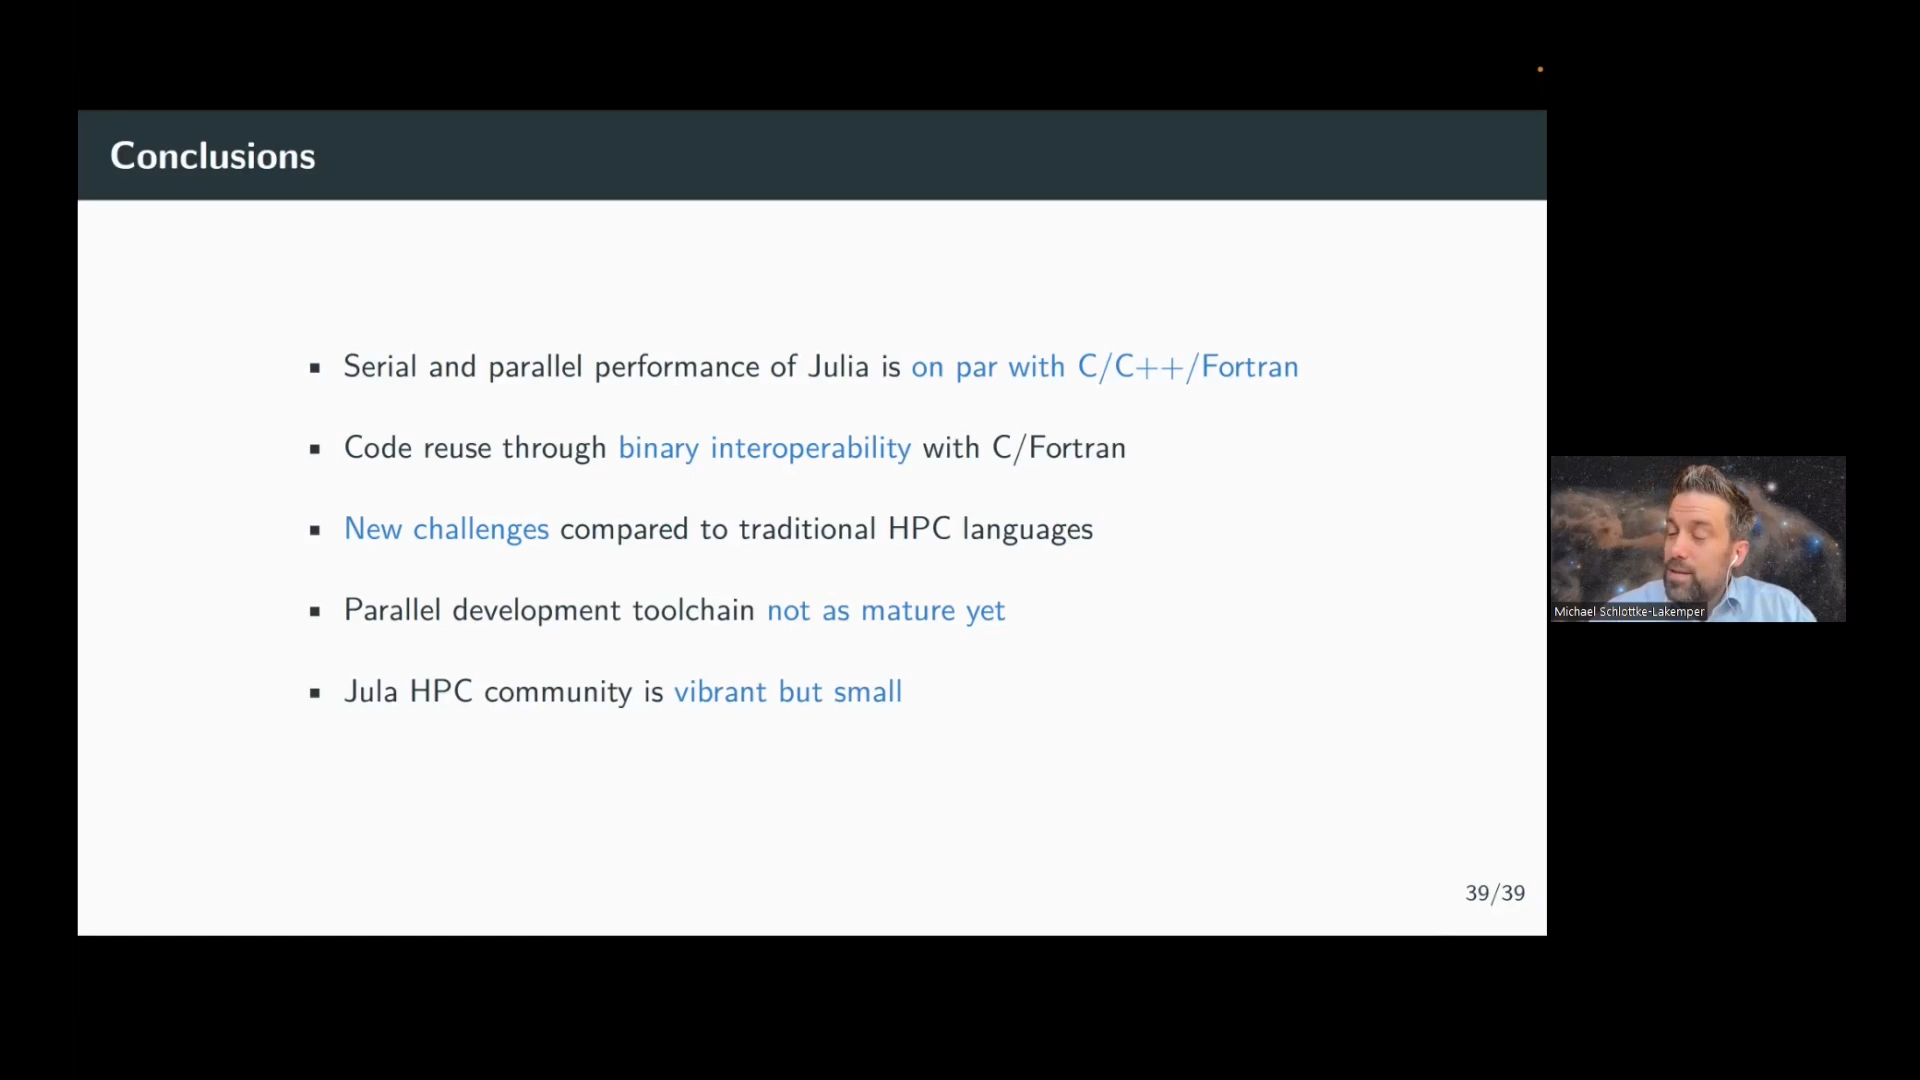 Conclusions
▪ Serial and parallel performance of Julia is on par with C/C++/Fortran
▪ Code reuse through binary interoperability with C/Fortran
▪ New challenges compared to traditional HPC languages
▪ Parallel development toolchain not as mature yet
▪ Jula HPC community is vibrant but small
39/39
Michael Schlottke-Lakemper